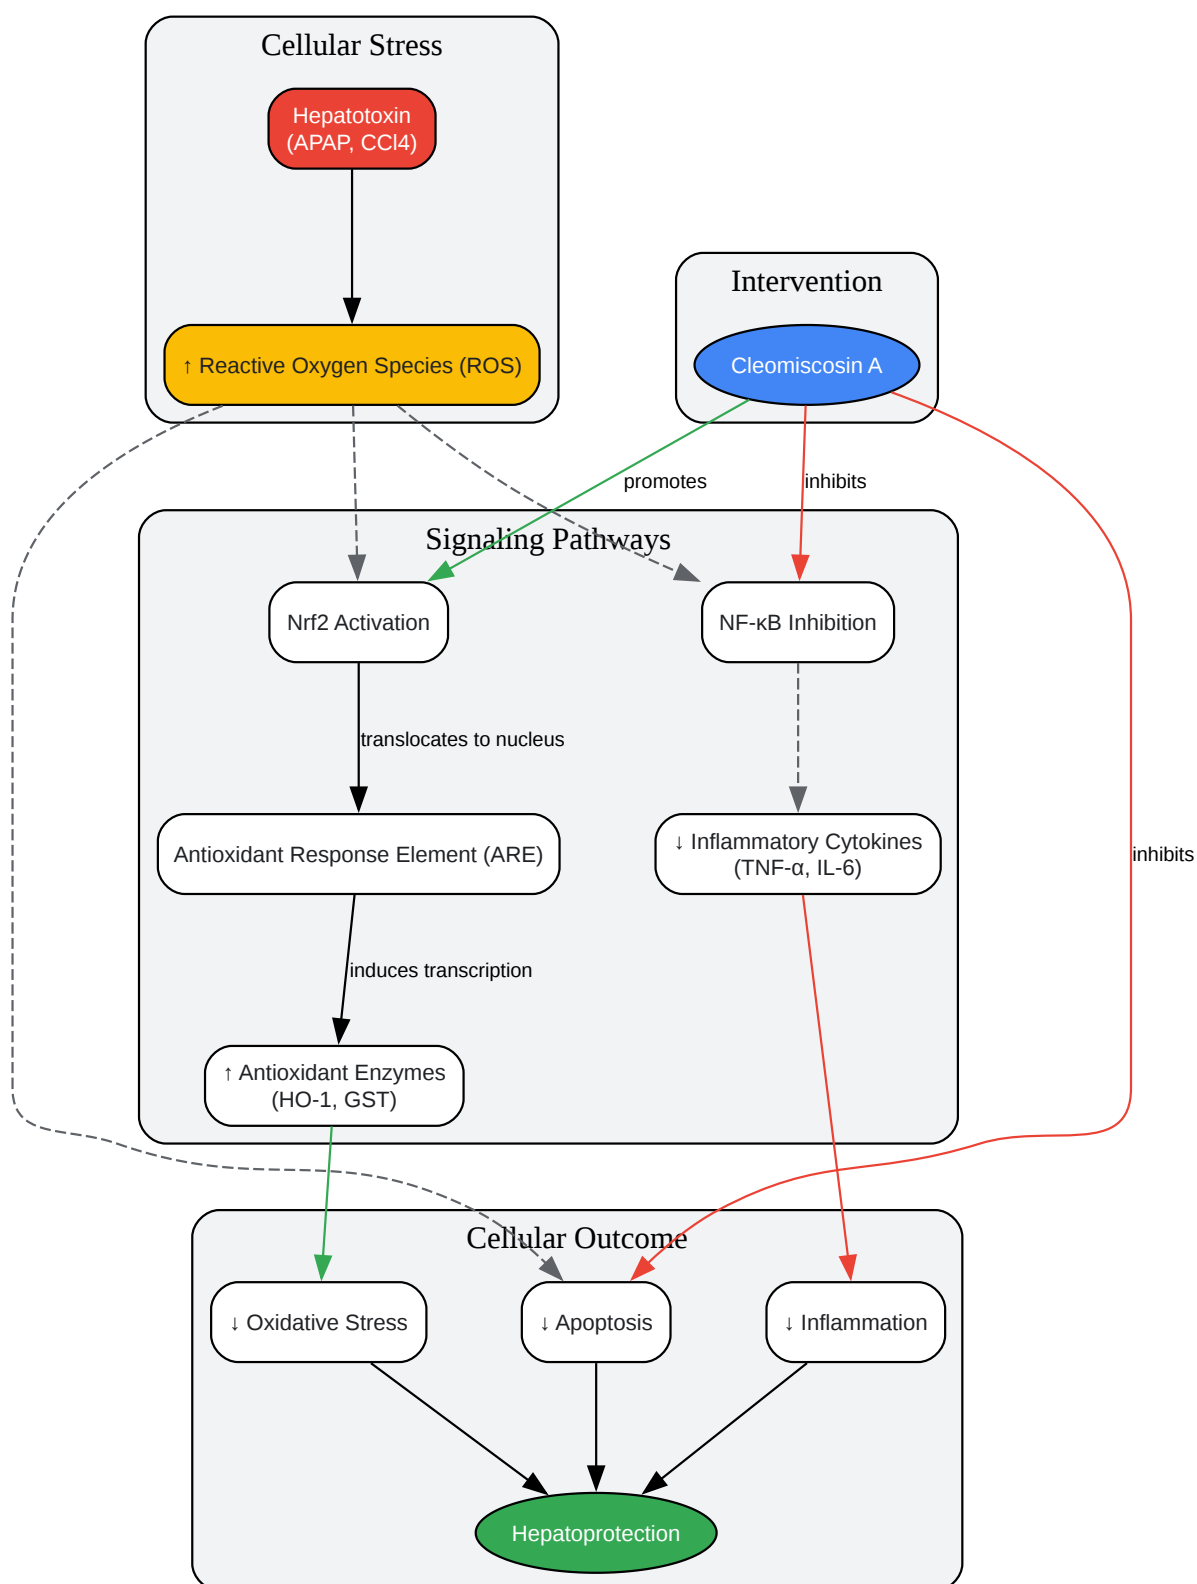 Cellular Stress
Hepatotoxin
(APAP, CCl4)
↑ Reactive Oxygen Species (ROS)
Intervention
Cleomiscosin A
promotes
inhibits
Signaling Pathways
Nrf2 Activation
NF-κB Inhibition
translocates to nucleus
Antioxidant Response Element (ARE)
↓ Inflammatory Cytokines
(TNF-α, IL-6)
inhibits
induces transcription
↑ Antioxidant Enzymes
(HO-1, GST)
Cellular Outcome
↓ Oxidative Stress
↓ Apoptosis
↓ Inflammation
Hepatoprotection